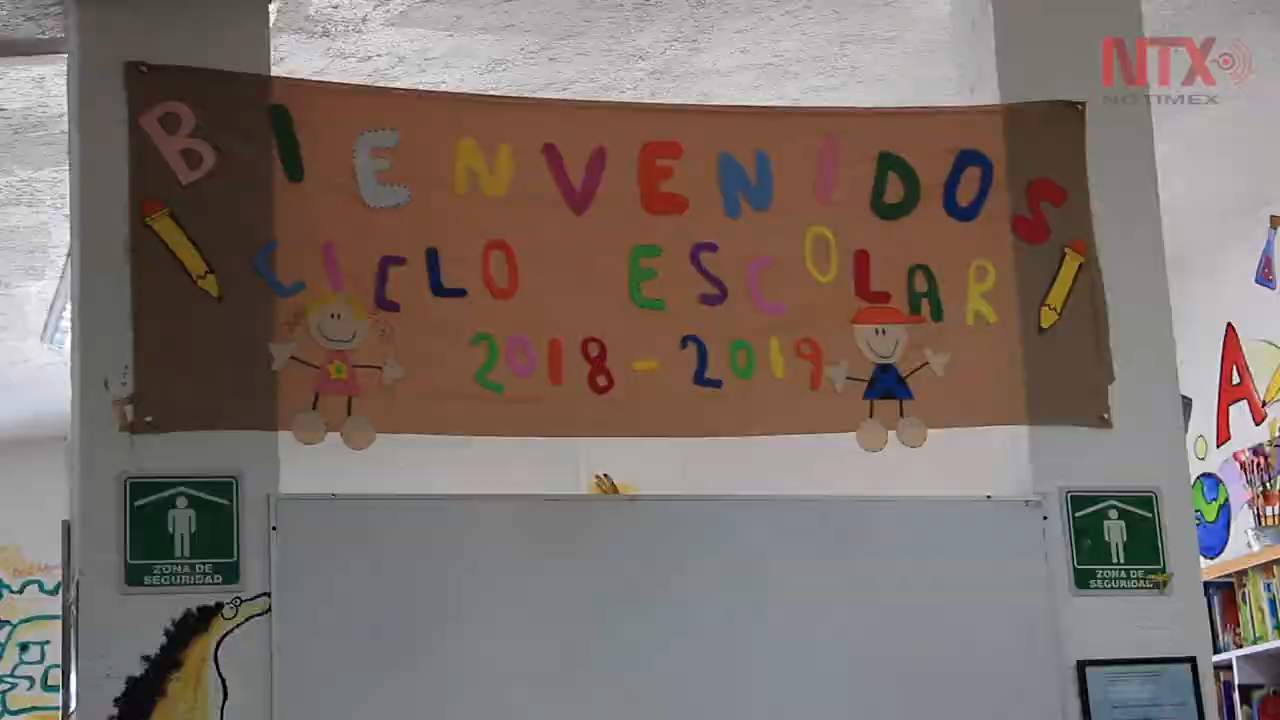 NTX
NOTIMEX
BIENVENIDOS
CICLO ESCOLAR
2018-2019
ZONA DE
SEGURIDAD
ZONA DE
SEGURIDAD
A